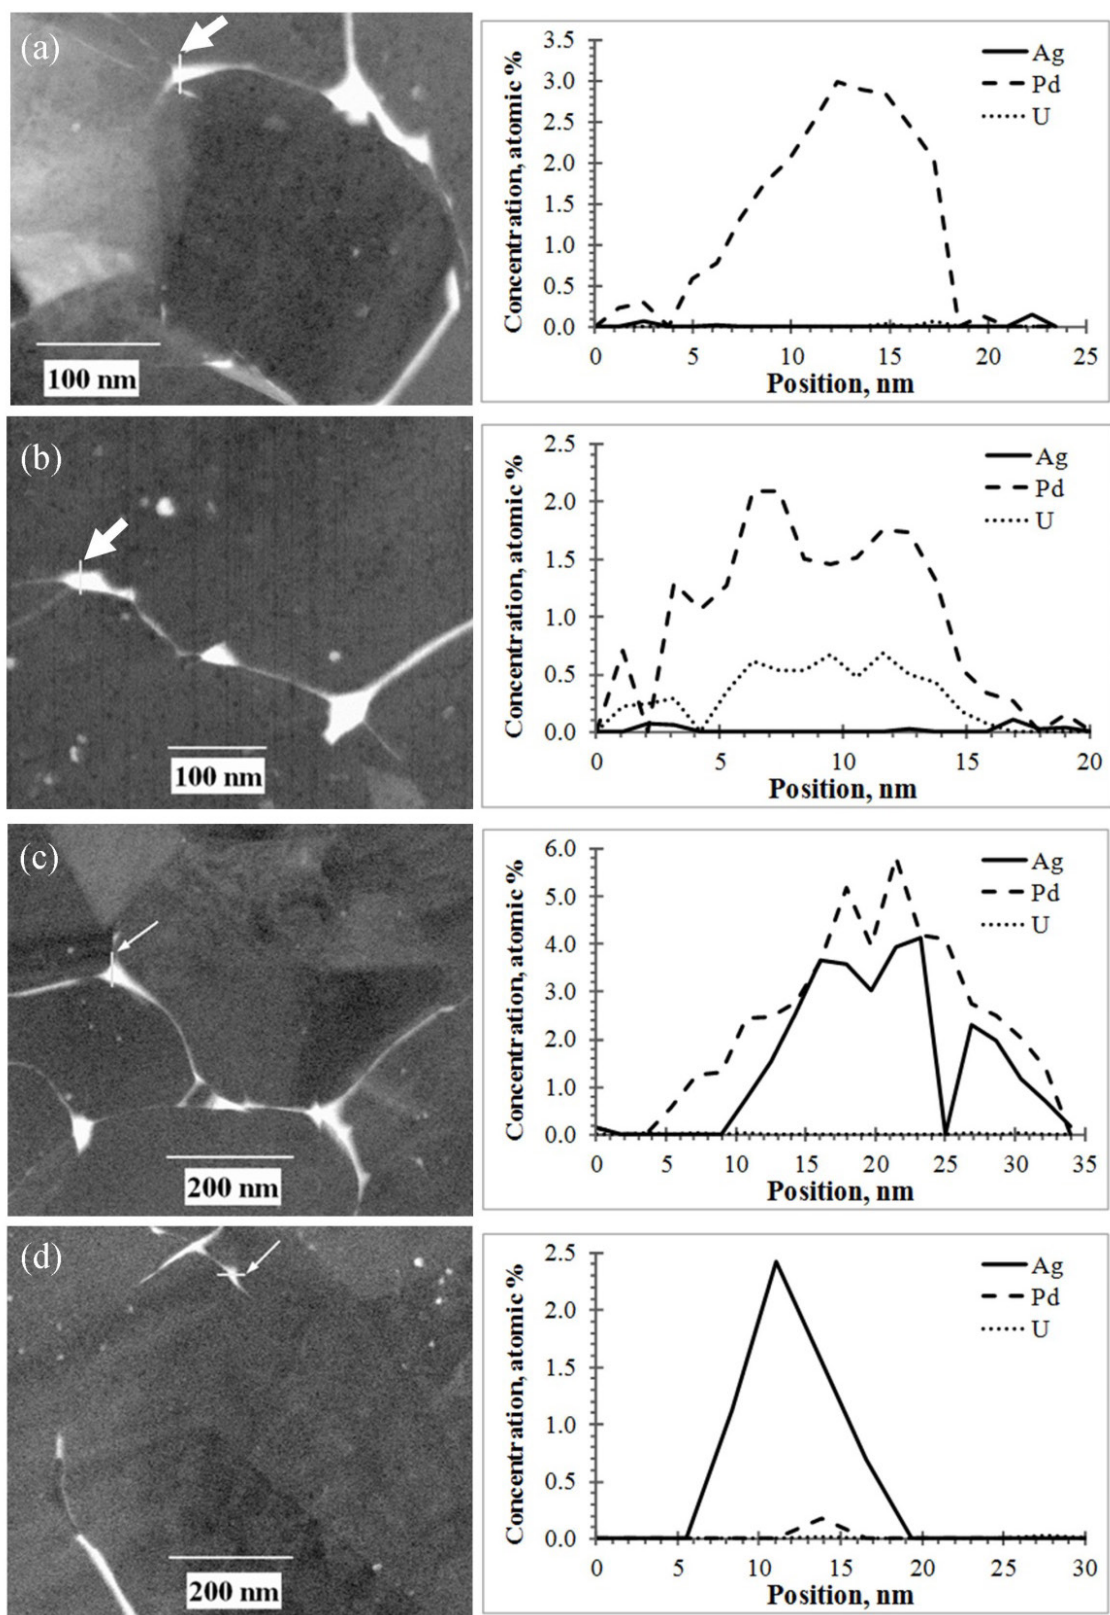 (a)
100 nm
Concentration, atomic %
3.5
3.0
2.5
2.0
1.5
1.0
0.5
0.0
Ag
Pd
U
0 5 10 15 20 25
Position, nm
(b)
100 nm
Concentration, atomic %
2.5
2.0
1.5
1.0
0.5
0.0
Ag
Pd
U
0 5 10 15 20
Position, nm
(c)
200 nm
Concentration, atomic %
6.0
5.0
4.0
3.0
2.0
1.0
0.0
Ag
Pd
U
0 5 10 15 20 25 30 35
Position, nm
(d)
200 nm
Concentration, atomic %
2.5
2.0
1.5
1.0
0.5
0.0
Ag
Pd
U
0 5 10 15 20 25 30
Position, nm